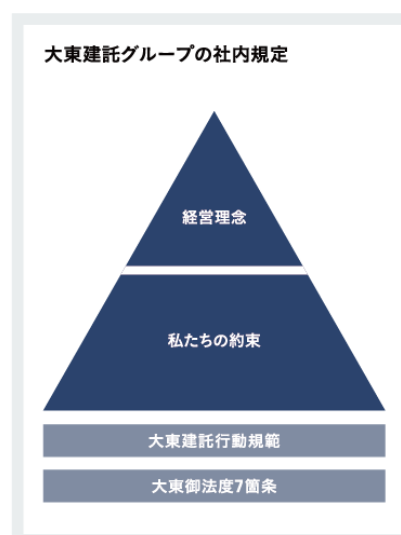 大東建託グループの社内規定
経営理念
私たちの約束
大東建託行動規範
大東御法度7箇条